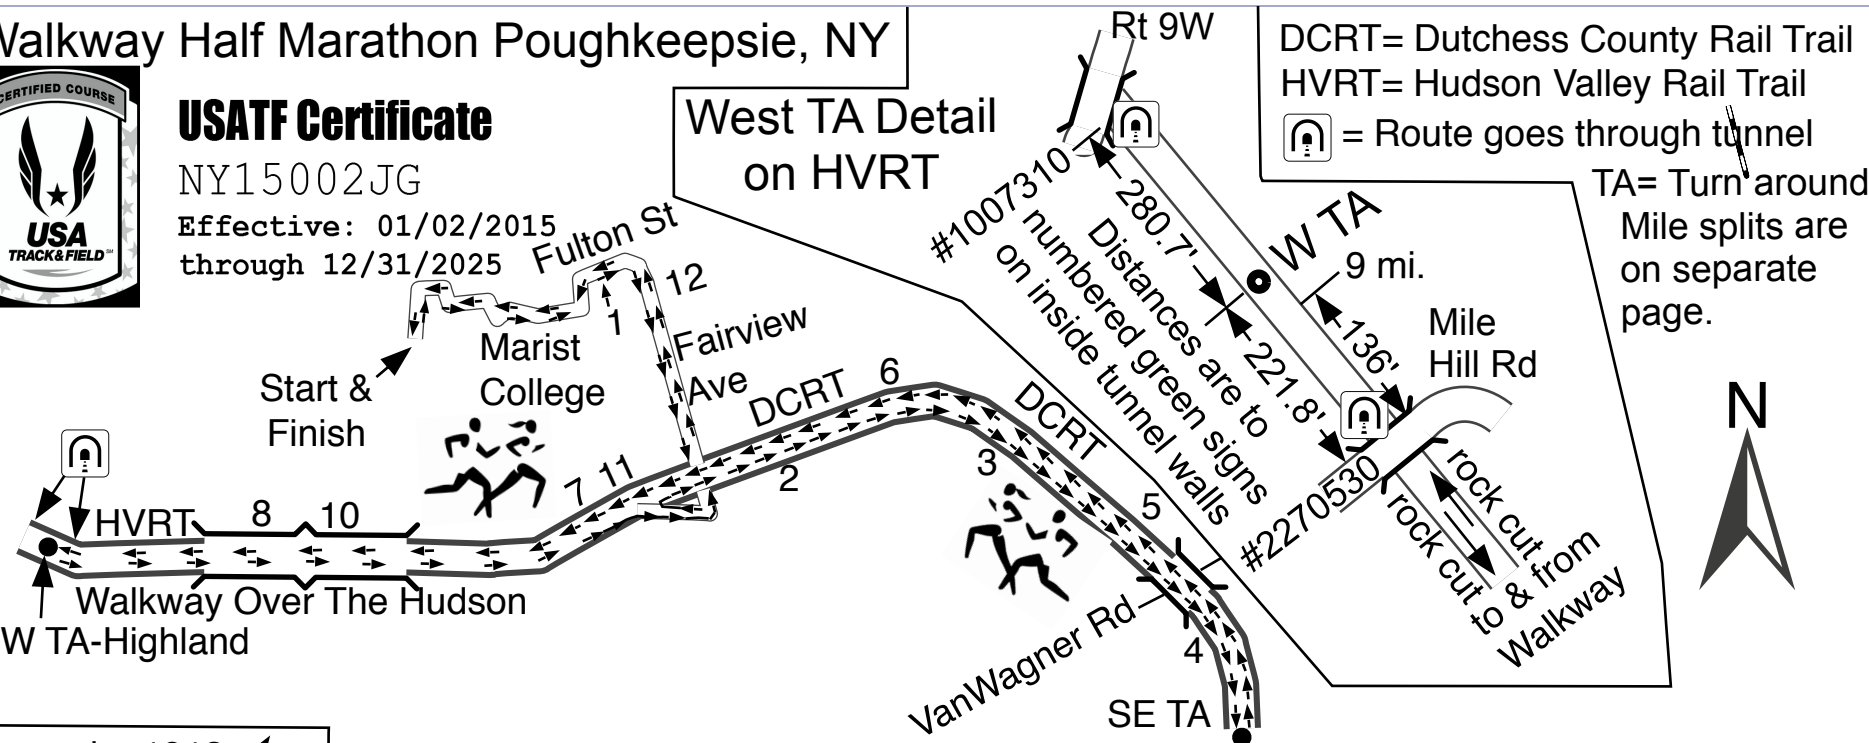 Walkway Half Marathon Poughkeepsie, NY
CERTIFIED COURSE
USA
TRACK & FIELD
SM
USATF Certificate
NY15002JG
Effective: 01/02/2015
through 12/31/2025
West TA Detail
on HVRT
Rt 9W
DCRT= Dutchess County Rail Trail
HVRT= Hudson Valley Rail Trail
= Route goes through tunnel
TA= Turn around
Mile splits are
on separate
page.
#1007310
280.7'
W TA
9 mi.
Distances are to
numbered green signs
on inside tunnel walls
221.8'
136'
Mile
Hill Rd
#2270530
rock cut
rock cut
to & from
Walkway
N
Fulton St
12
1
Marist
College
Fairview
Ave
Start &
Finish
DCRT
6
DCRT
2
3
5
4
7 11
HVRT
8
10
Walkway Over The Hudson
W TA-Highland
VanWagner Rd
SE TA